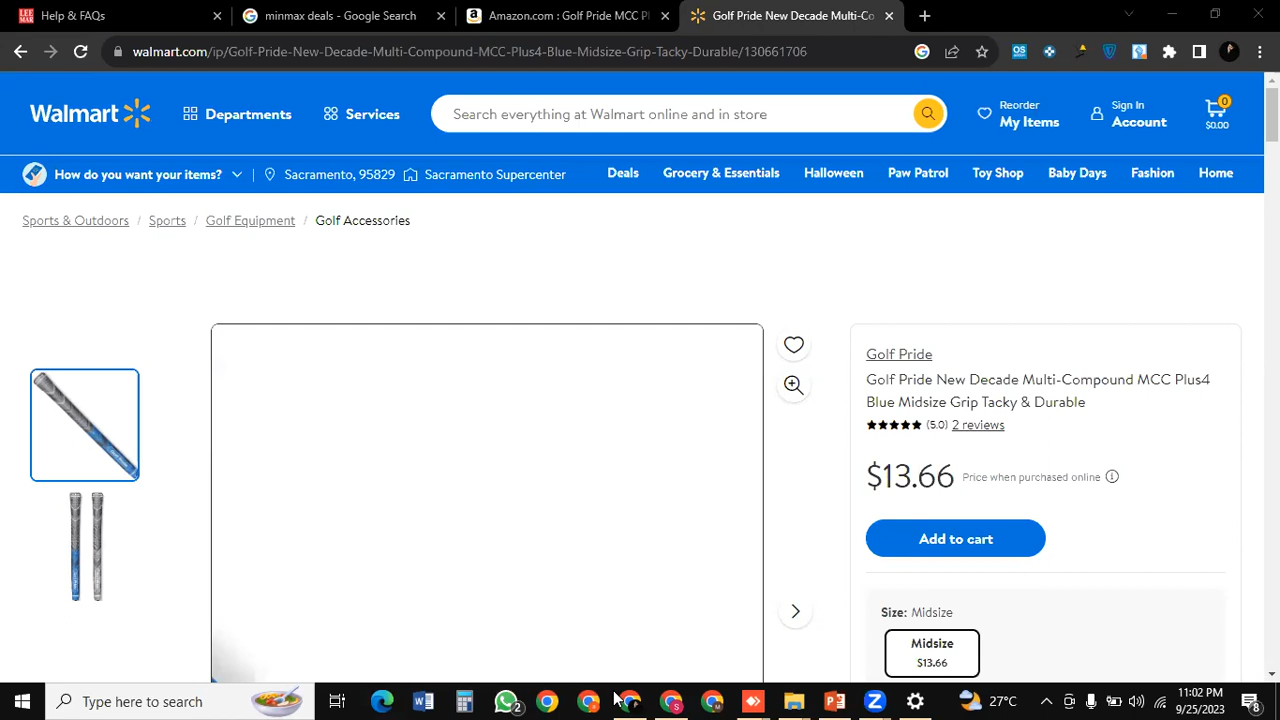 Help & FAQs
minmax deals - Google Search
Amazon.com : Golf Pride MCC Pl
Golf Pride New Decade Multi-Co
walmart.com/ip/Golf-Pride-New-Decade-Multi-Compound-MCC-Plus4-Blue-Midsize-Grip-Tacky-Durable/130661706
Walmart
Departments
Services
Search everything at Walmart online and in store
Reorder
My Items
Sign In
Account
0
$0.00
How do you want your items?
Sacramento, 95829
Sacramento Supercenter
Deals
Grocery & Essentials
Halloween
Paw Patrol
Toy Shop
Baby Days
Fashion
Home
Sports & Outdoors / Sports / Golf Equipment / Golf Accessories
Golf Pride
Golf Pride New Decade Multi-Compound MCC Plus4
Blue Midsize Grip Tacky & Durable
(5.0) 2 reviews
$13.66 Price when purchased online
Add to cart
Size: Midsize
Midsize
$13.66
Type here to search
27°C
11:02 PM
9/25/2023